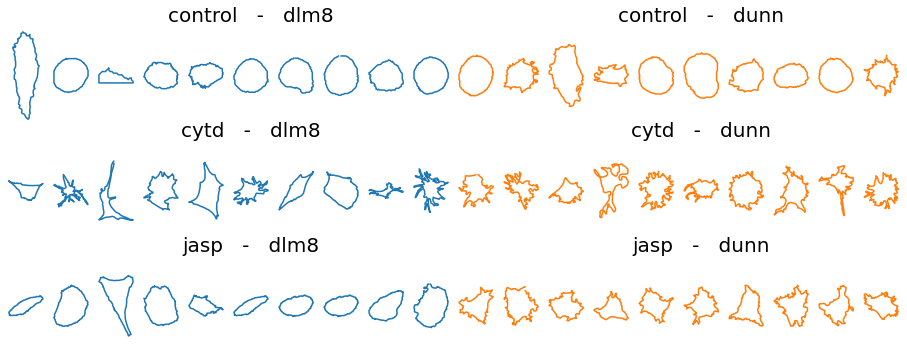 control - dlm8
control - dunn
cytd - dlm8
cytd - dunn
jasp - dlm8
jasp - dunn